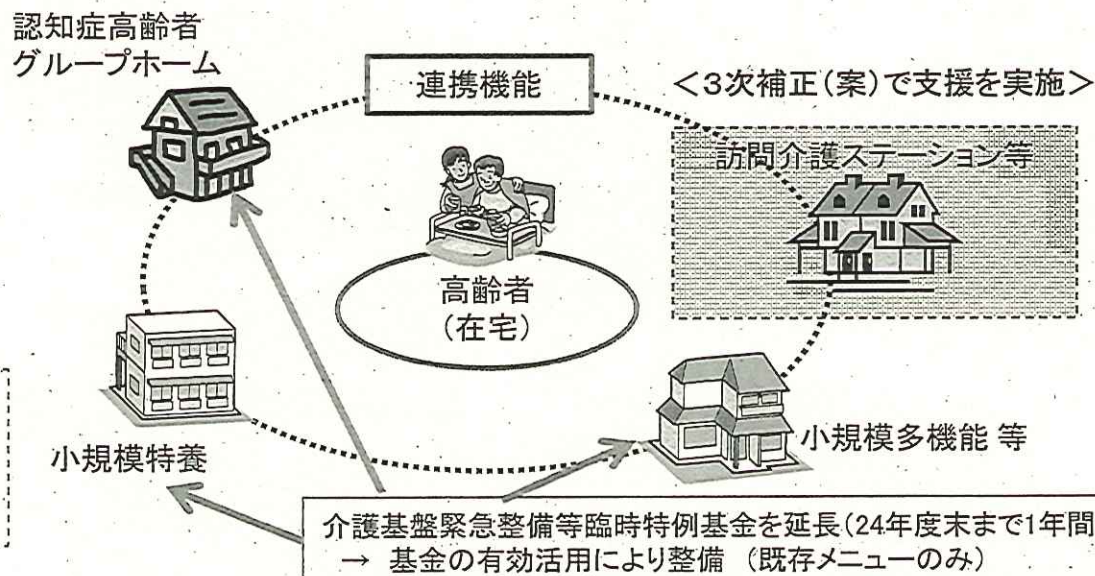 認知症高齢者
グループホーム
連携機能
<3次補正(案)で支援を実施>
訪問介護ステーション等
高齢者
(在宅)
小規模特養
小規模多機能 等
介護基盤緊急整備等臨時特例基金を延長(24年度末まで1年間
→ 基金の有効活用により整備 (既存メニューのみ)